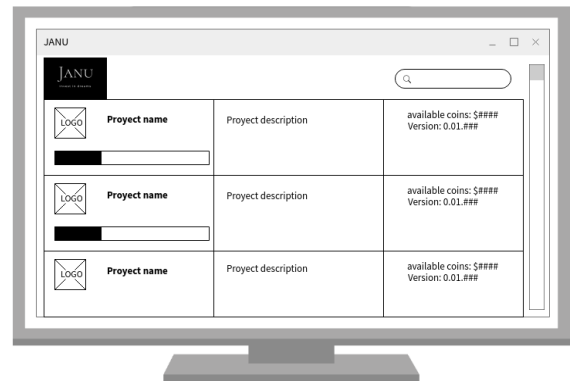 JANU
JANU
LOGO
Proyect name
Proyect description
available coins: $####
Version: 0.01.###
LOGO
Proyect name
Proyect description
available coins: $####
Version: 0.01.###
LOGO
Proyect name
Proyect description
available coins: $####
Version: 0.01.###